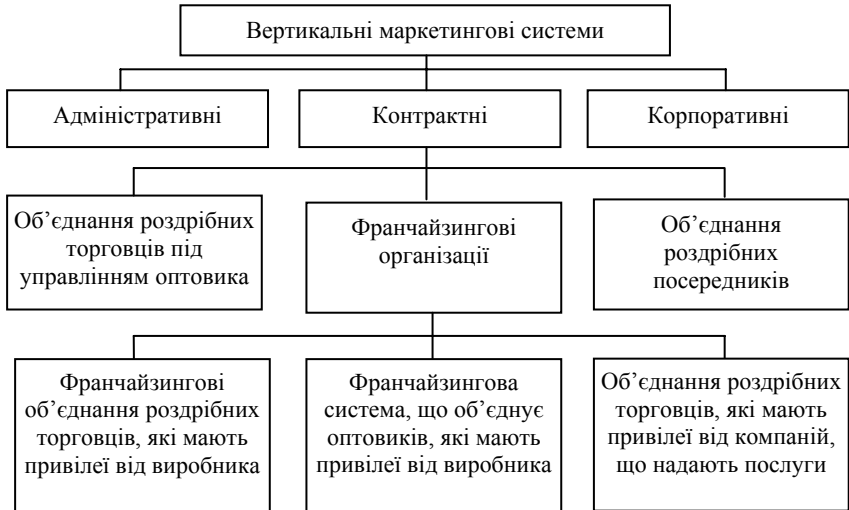 Вертикальні маркетингові системи
Адміністративні
Контрактні
Корпоративні
Об’єднання роздрібних
торговців під
управлінням оптовика
Франчайзингові
організації
Об’єднання
роздрібних
посередників
Франчайзингові
об’єднання роздрібних
торговців, які мають
привілеї від виробника
Франчайзингова
система, що об’єднує
оптовиків, які мають
привілеї від виробника
Об’єднання роздрібних
торговців, які мають
привілеї від компаній,
що надають послуги